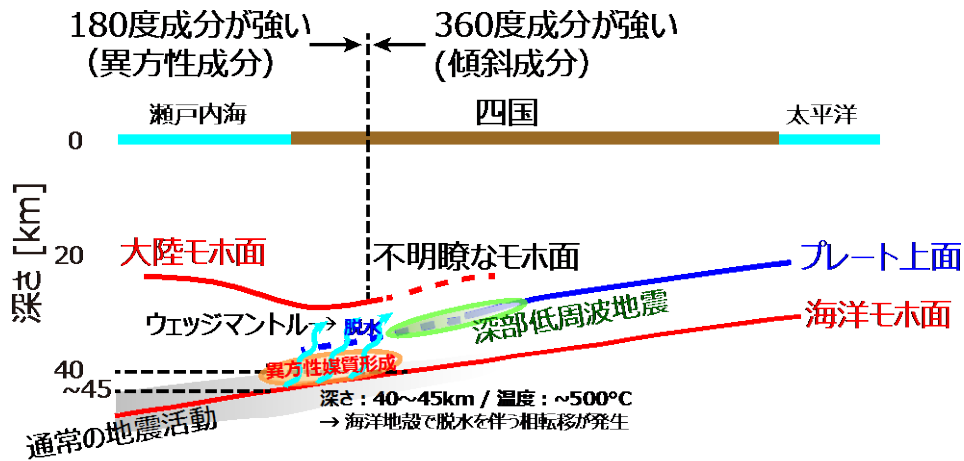 180度成分が強い
(異方性成分)
360度成分が強い
(傾斜成分)
瀬戸内海
四国
太平洋
0
深さ [km]
20
大陸モホ面
不明瞭なモホ面
プレート上面
ウェッジマントル→
脱水
深部低周波地震
海洋モホ面
40
異方性媒質形成
~45
深さ：40～45km / 温度：~500°C
→ 海洋地殻で脱水を伴う相転移が発生
通常の地震活動